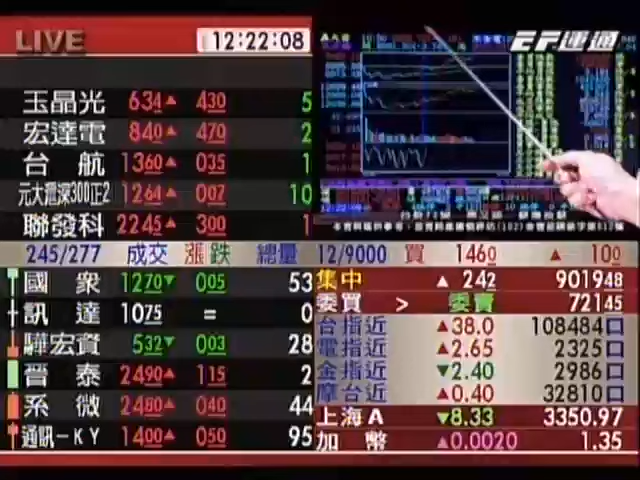 LIVE 12:22:08
EF運通
玉晶光 634▲ 430 5
宏達電 840▲ 470 2
台航 1360▲ 035 1
元大滬深300正2 1264▲ 007 10
聯發科 2245▲ 300 1
245/277 成交 漲跌 總量 12/9000 買 1460 ▲ 100
國眾 1270▼ 005 53
訊達 1075 = 0
驊宏資 532▼ 003 28
晉泰 2490▲ 115 2
系微 2480▲ 040 44
通訊-KY 1400▲ 050 95
集中 ▲ 242 901948
委買 > 委賣 72145
台指近 ▲38.0 108484口
電指近 ▲2.65 2325口
金指近 ▼2.40 2986口
摩台近 ▲0.40 32810口
上海A ▼8.33 3350.97
加幣 ▲0.0020 1.35